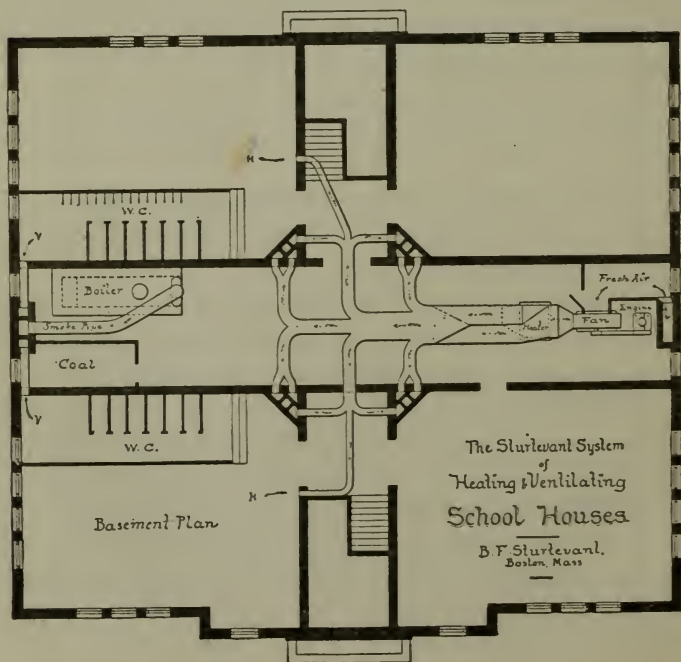 H
W.C.
V
Boiler
Fresh Air
Engine
Smoke Pipe
Heater
Fan
Coal
V
W.C.
H
Basement Plan
The Sturtevant System
of
Heating & Ventilating
School Houses
B. F. Sturtevant,
Boston, Mass